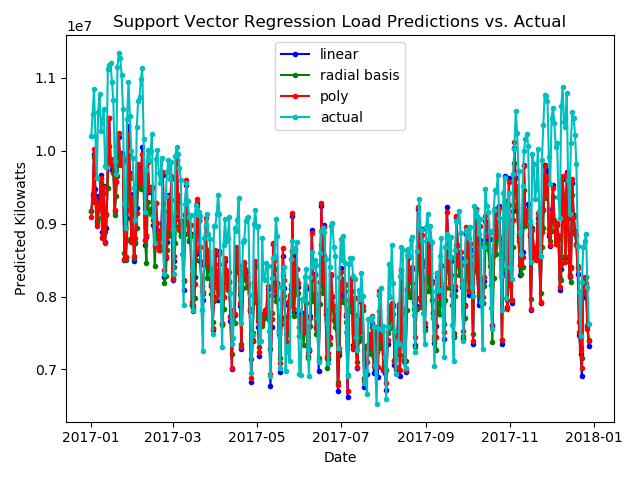 Support Vector Regression Load Predictions vs. Actual
1e7
linear
radial basis
poly
actual
1.1
1.0
0.9
0.8
0.7
Predicted Kilowatts
2017-01 2017-03 2017-05 2017-07 2017-09 2017-11 2018-01
Date